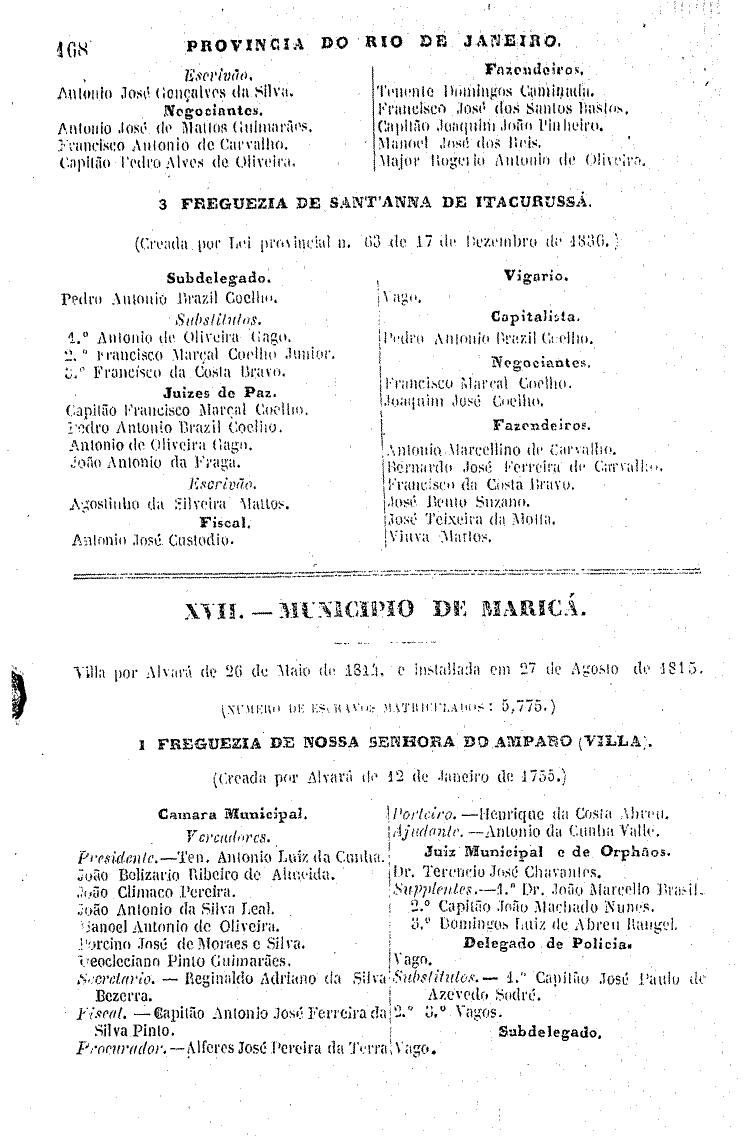 168 PROVINCIA DO RIO DE JANEIRO.
Escrivão.
Antonio José Gonçalves da Silva.
Negociantes.
Antonio José de Mattos Guimarães.
Francisco Antonio de Carvalho.
Capitão Pedro Alves de Oliveira.
Fazendeiros.
Tenente Domingos Caminada.
Francisco José dos Santos Bastos.
Capitão Joaquim João Pinheiro.
Manoel José dos Reis.
Major Rogerio Antonio de Oliveira.
3 FREGUEZIA DE SANT'ANNA DE ITACURUSSÁ.
(Creada por Lei provincial n. 63 de 17 de Dezembro de 1836.)
Subdelegado.
Pedro Antonio Brazil Coelho.
Substitutos.
1.º Antonio de Oliveira Gago.
2.º Francisco Marçal Coelho Junior.
3.º Francisco da Costa Bravo.
Juizes de Paz.
Capitão Francisco Marçal Coelho.
Pedro Antonio Brazil Coelho.
Antonio de Oliveira Gago.
João Antonio da Fraga.
Escrivão.
Agostinho da Silveira Mattos.
Fiscal.
Antonio José Custodio.
Vigario.
Vago.
Capitalista.
Pedro Antonio Brazil Coelho.
Negociantes.
Francisco Marçal Coelho.
Joaquim José Coelho.
Fazendeiros.
Antonio Marcellino de Carvalho.
Bernardo José Ferreira de Carvalho.
Francisco da Costa Bravo.
José Bento Suzano.
José Teixeira da Motta.
Viuva Mattos.
XVII. — MUNICIPIO DE MARICÁ.
Villa por Alvará de 26 de Maio de 1814, e installada em 27 de Agosto de 1815.
(NUMERO DE ESCRAVOS MATRICULADOS: 5,775.)
1 FREGUEZIA DE NOSSA SENHORA DO AMPARO (VILLA).
(Creada por Alvará de 12 de Janeiro de 1755.)
Camara Municipal.
Vereadores.
Presidente.—Ten. Antonio Luiz da Cunha.
João Belizario Ribeiro de Almeida.
João Climaco Pereira.
João Antonio da Silva Leal.
Manoel Antonio de Oliveira.
Porcino José de Moraes e Silva.
Deocleciano Pinto Guimarães.
Secretario. — Reginaldo Adriano da Silva
Bezerra.
Fiscal. — Capitão Antonio José Ferreira da
Silva Pinto.
Procurador.—Alferes José Pereira da Terra
Porteiro.—Henrique da Costa Abreu.
Ajudante. —Antonio da Cunha Valle.
Juiz Municipal e de Orphãos.
Dr. Terencio José Chavantes.
Supplentes.—1.º Dr. João Marcello Brasil.
2.º Capitão João Machado Nunes.
3.º Domingos Luiz de Abreu Rangel.
Delegado de Policia.
Vago.
Substitutos. — 1.º Capitão José Paulo de
Azevedo Sodré.
2.º 3.º Vagos.
Subdelegado.
Vago.